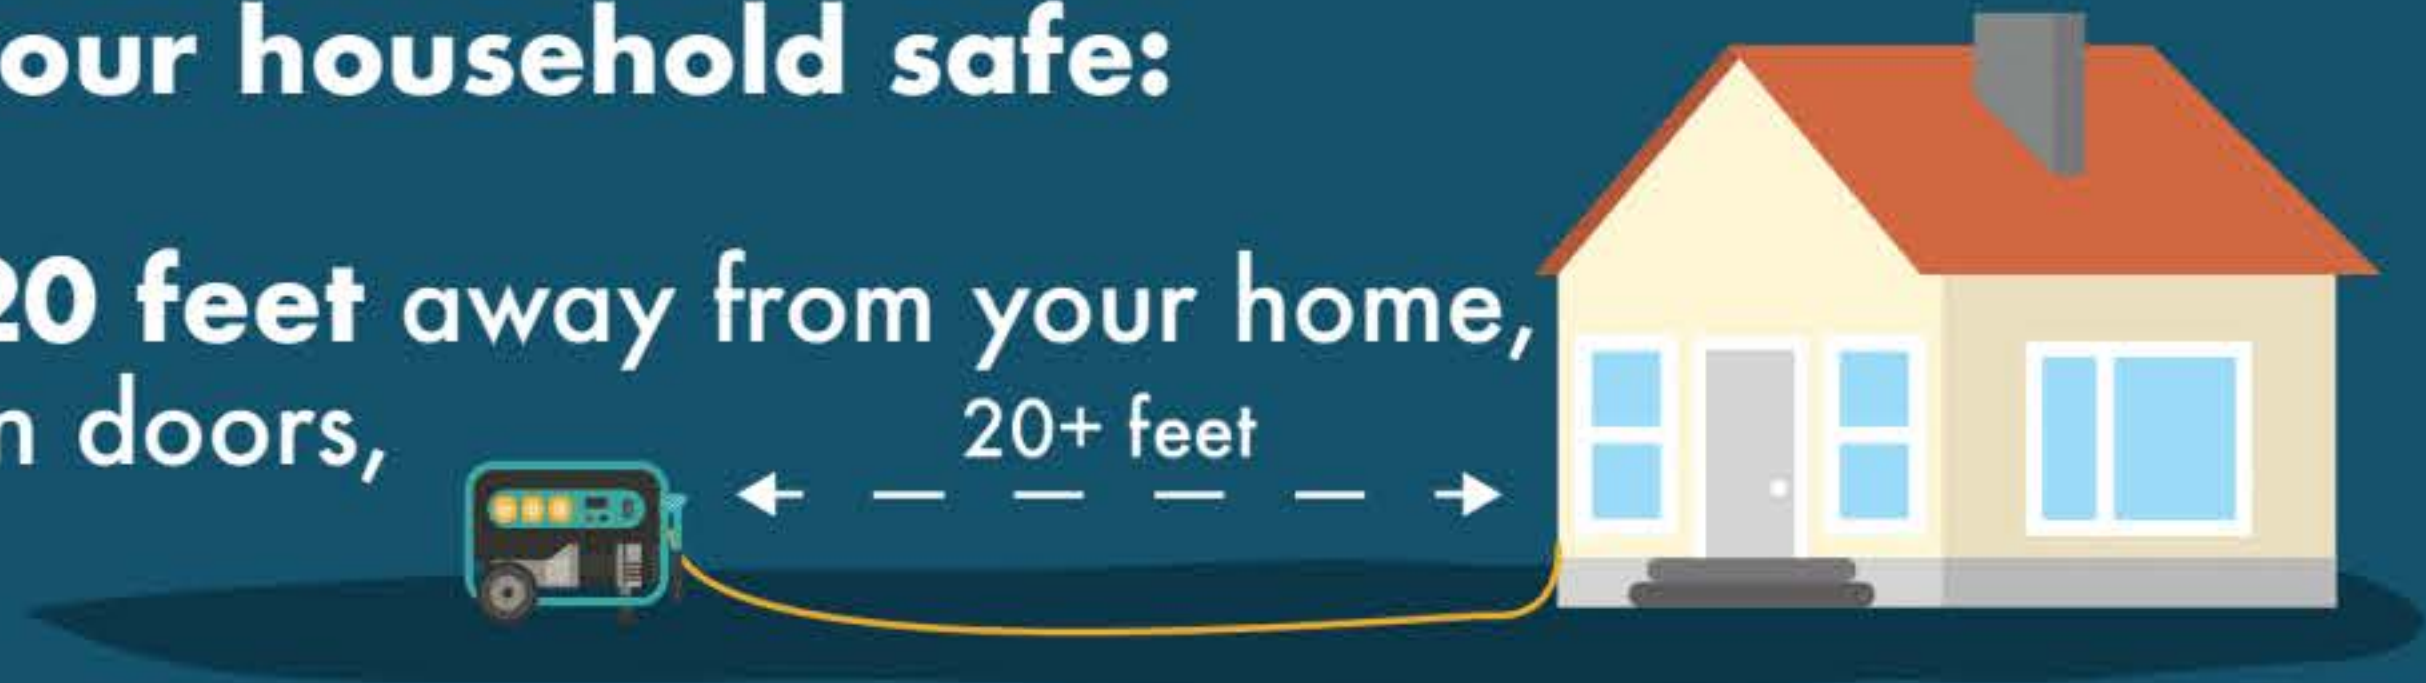 our household safe:
20 feet away from your home,
n doors,
20+ feet